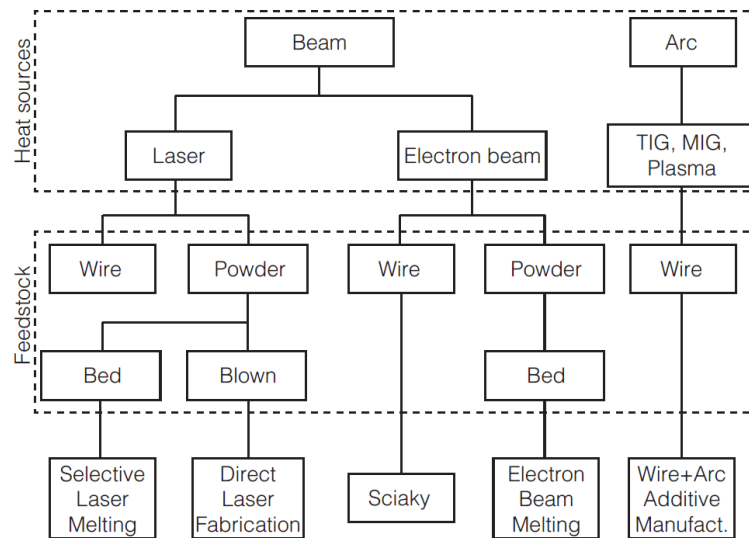 Heat sources
Beam
Arc
Laser
Electron beam
TIG, MIG,
Plasma
Feedstock
Wire
Powder
Wire
Powder
Wire
Bed
Blown
Bed
Selective
Laser
Melting
Direct
Laser
Fabrication
Sciaky
Electron
Beam
Melting
Wire+Arc
Additive
Manufact.